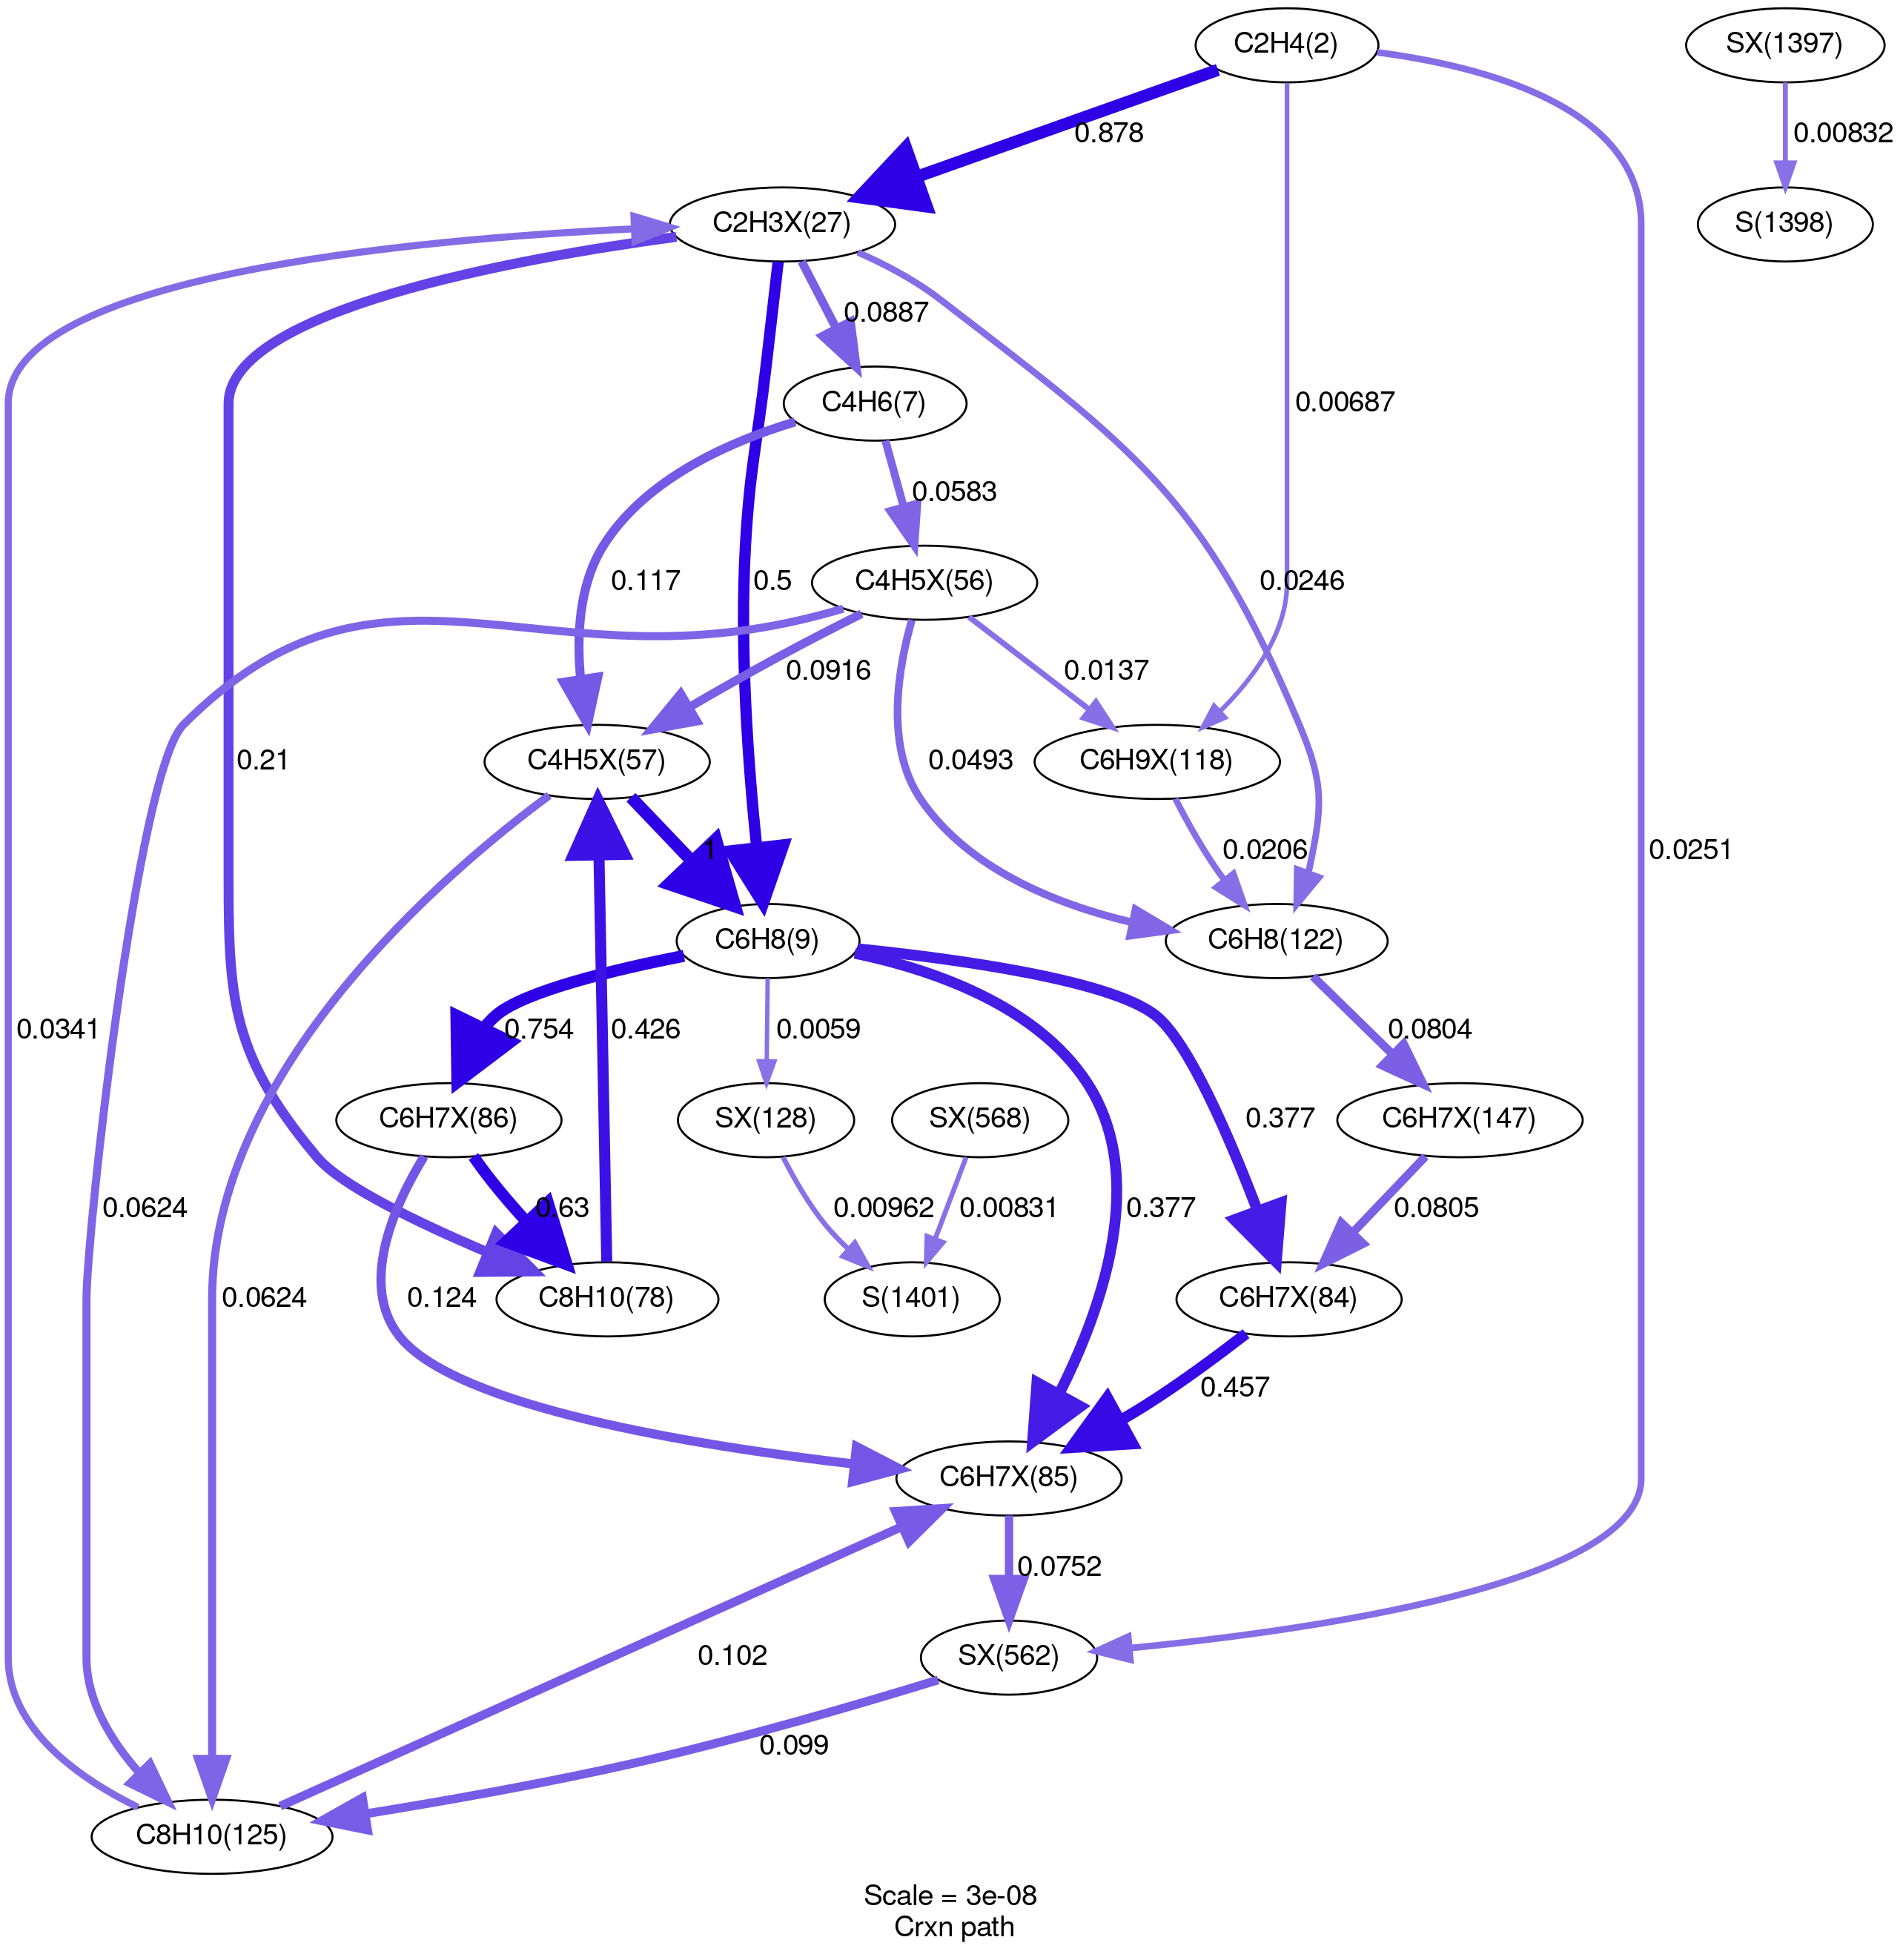 C2H4(2)
SX(1397)
0.878
0.00832
C2H3X(27)
S(1398)
0.0887
C4H6(7)
0.00687
0.0583
0.117
0.5
C4H5X(56)
0.0246
0.0916
0.0137
0.21
C4H5X(57)
0.0493
C6H9X(118)
1
0.0206
0.0251
C6H8(9)
C6H8(122)
0.0341
0.754
0.426
0.0059
0.0804
C6H7X(86)
SX(128)
SX(568)
0.377
C6H7X(147)
0.0624
0.63
0.00962
0.00831
0.377
0.0805
0.0624
0.124
C8H10(78)
S(1401)
C6H7X(84)
0.457
C6H7X(85)
0.0752
0.102
SX(562)
0.099
C8H10(125)
Scale = 3e-08
Crxn path